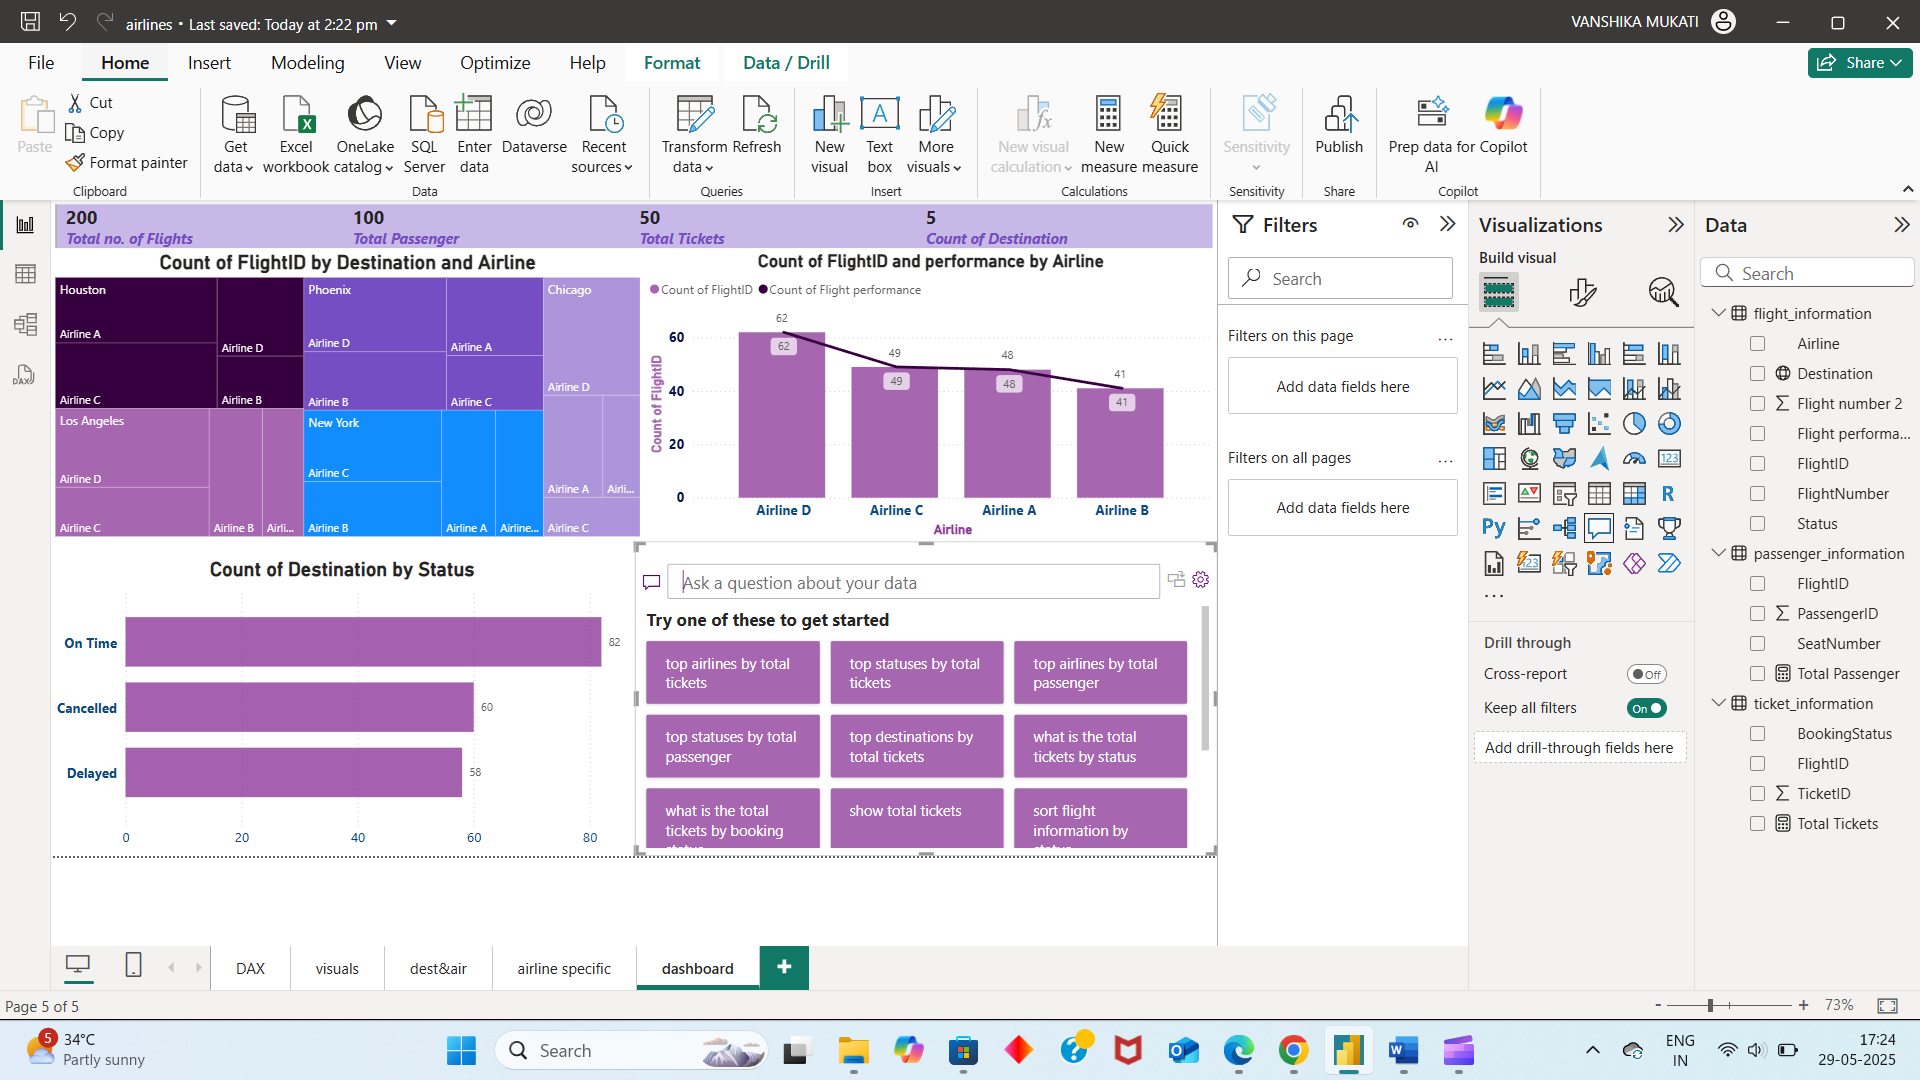 airlines • Last saved: Today at 2:22 pm
VANSHIKA MUKATI
File
Home
Insert
Modeling
View
Optimize
Help
Format
Data / Drill
Share
Paste
Cut
Copy
Format painter
Clipboard
Get data
Excel workbook
OneLake catalog
SQL Server
Enter data
Dataverse
Recent sources
Data
Transform data
Refresh
Queries
New visual
Text box
More visuals
Insert
New visual calculation
New measure
Quick measure
Calculations
Sensitivity
Sensitivity
Publish
Share
Prep data for AI
Copilot
Copilot
DAX
200
Total no. of Flights
100
Total Passenger
50
Total Tickets
5
Count of Destination
Count of FlightID by Destination and Airline
Houston
Airline A
Airline D
Airline C
Airline B
Phoenix
Airline D
Airline A
Airline B
Airline C
Chicago
Airline D
Airline A
Airli...
Airline C
Los Angeles
Airline D
Airline C
Airline B
Airli...
New York
Airline C
Airline B
Airline A
Airline...
Count of FlightID and performance by Airline
Count of FlightID
Count of Flight performance
Count of FlightID
60
40
20
0
62
62
49
49
48
48
41
41
Airline D
Airline C
Airline A
Airline B
Airline
Count of Destination by Status
On Time
82
Cancelled
60
Delayed
58
0
20
40
60
80
Ask a question about your data
Try one of these to get started
top airlines by total
tickets
top statuses by total
tickets
top airlines by total
passenger
top statuses by total
passenger
top destinations by
total tickets
what is the total
tickets by status
what is the total
tickets by booking
status
show total tickets
sort flight
information by
status
Filters
Search
Filters on this page
...
Add data fields here
Filters on all pages
...
Add data fields here
Visualizations
Build visual
123
R
Py
123
...
Drill through
Cross-report
Off
Keep all filters
On
Add drill-through fields here
Data
Search
flight_information
Airline
Destination
Flight number 2
Flight performa...
FlightID
FlightNumber
Status
passenger_information
FlightID
PassengerID
SeatNumber
Total Passenger
ticket_information
BookingStatus
FlightID
TicketID
Total Tickets
DAX
visuals
dest&air
airline specific
dashboard
+
Page 5 of 5
-
+
73%
5
34°C
Partly sunny
Search
ENG
IN
17:24
29-05-2025